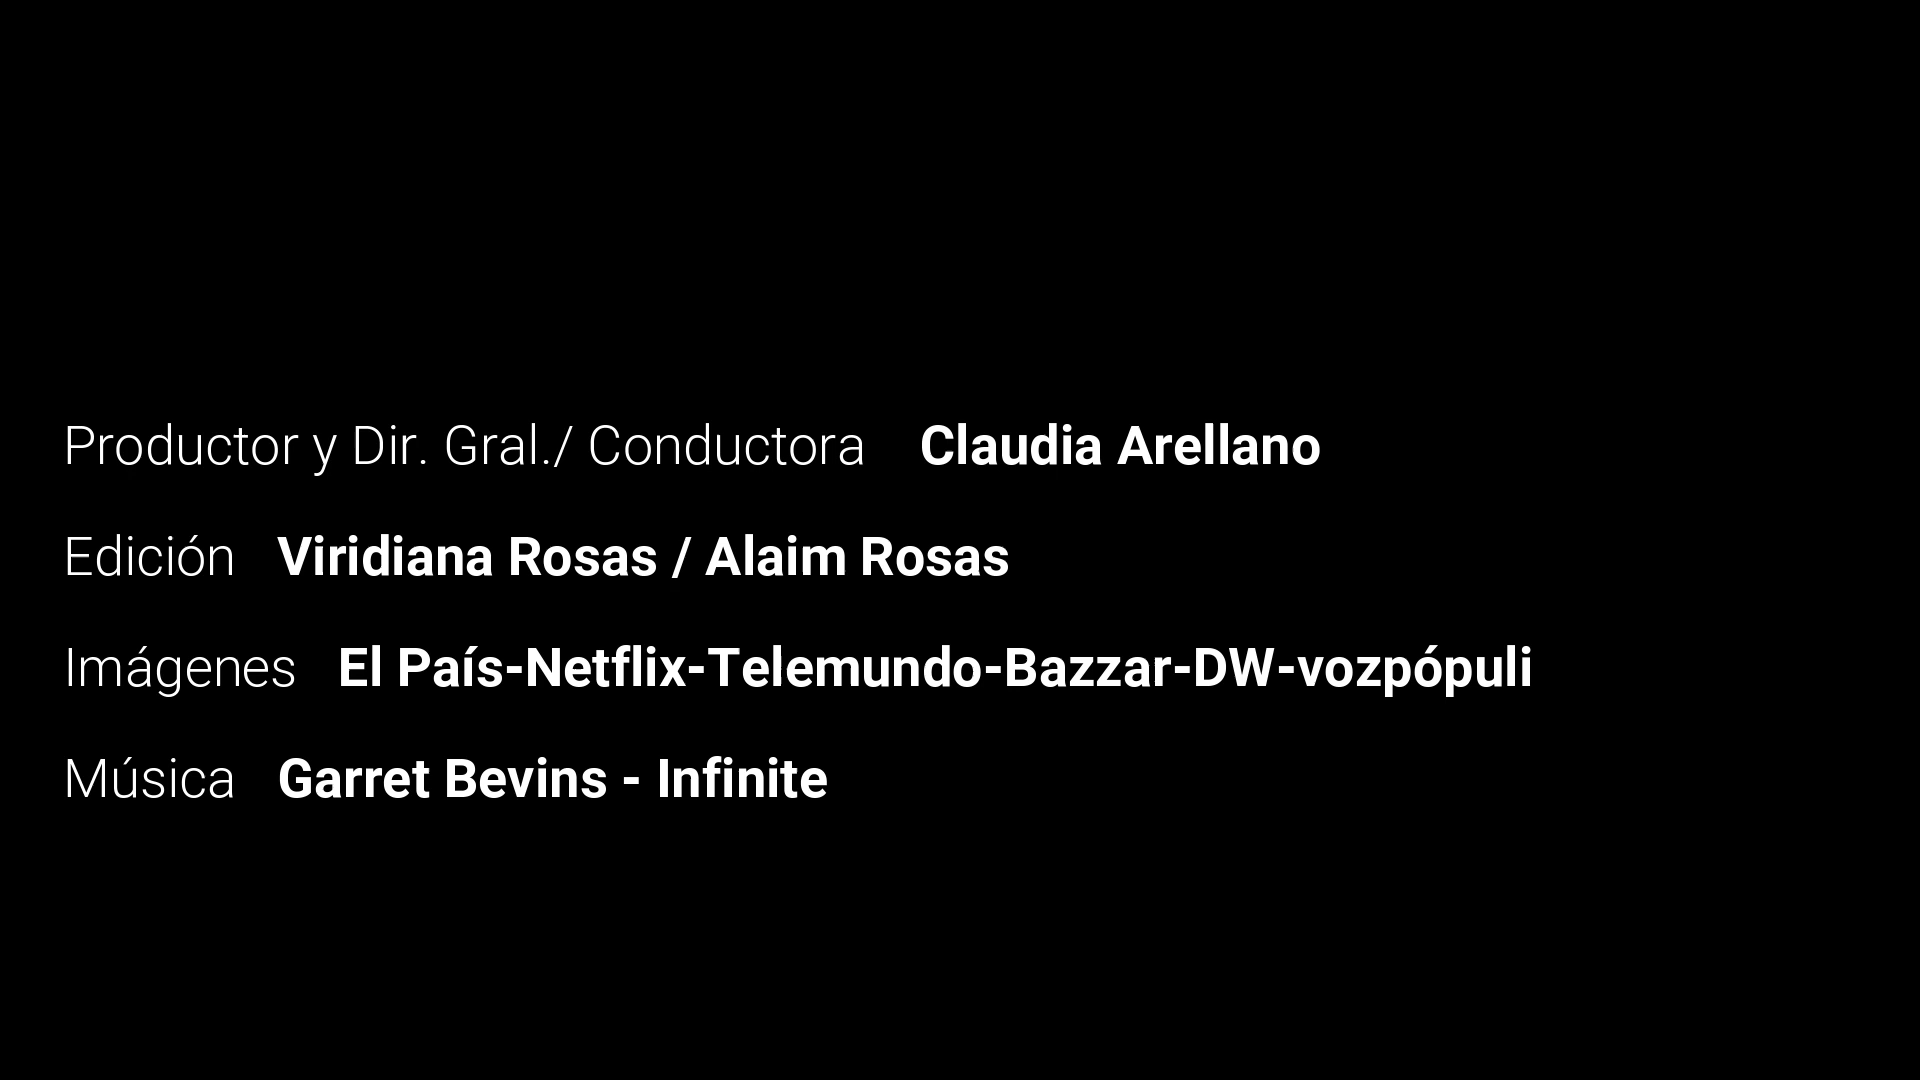 Productor y Dir. Gral./ Conductora Claudia Arellano
Edición Viridiana Rosas / Alaim Rosas
Imágenes El País-Netflix-Telemundo-Bazzar-DW-vozpópuli
Música Garret Bevins - Infinite